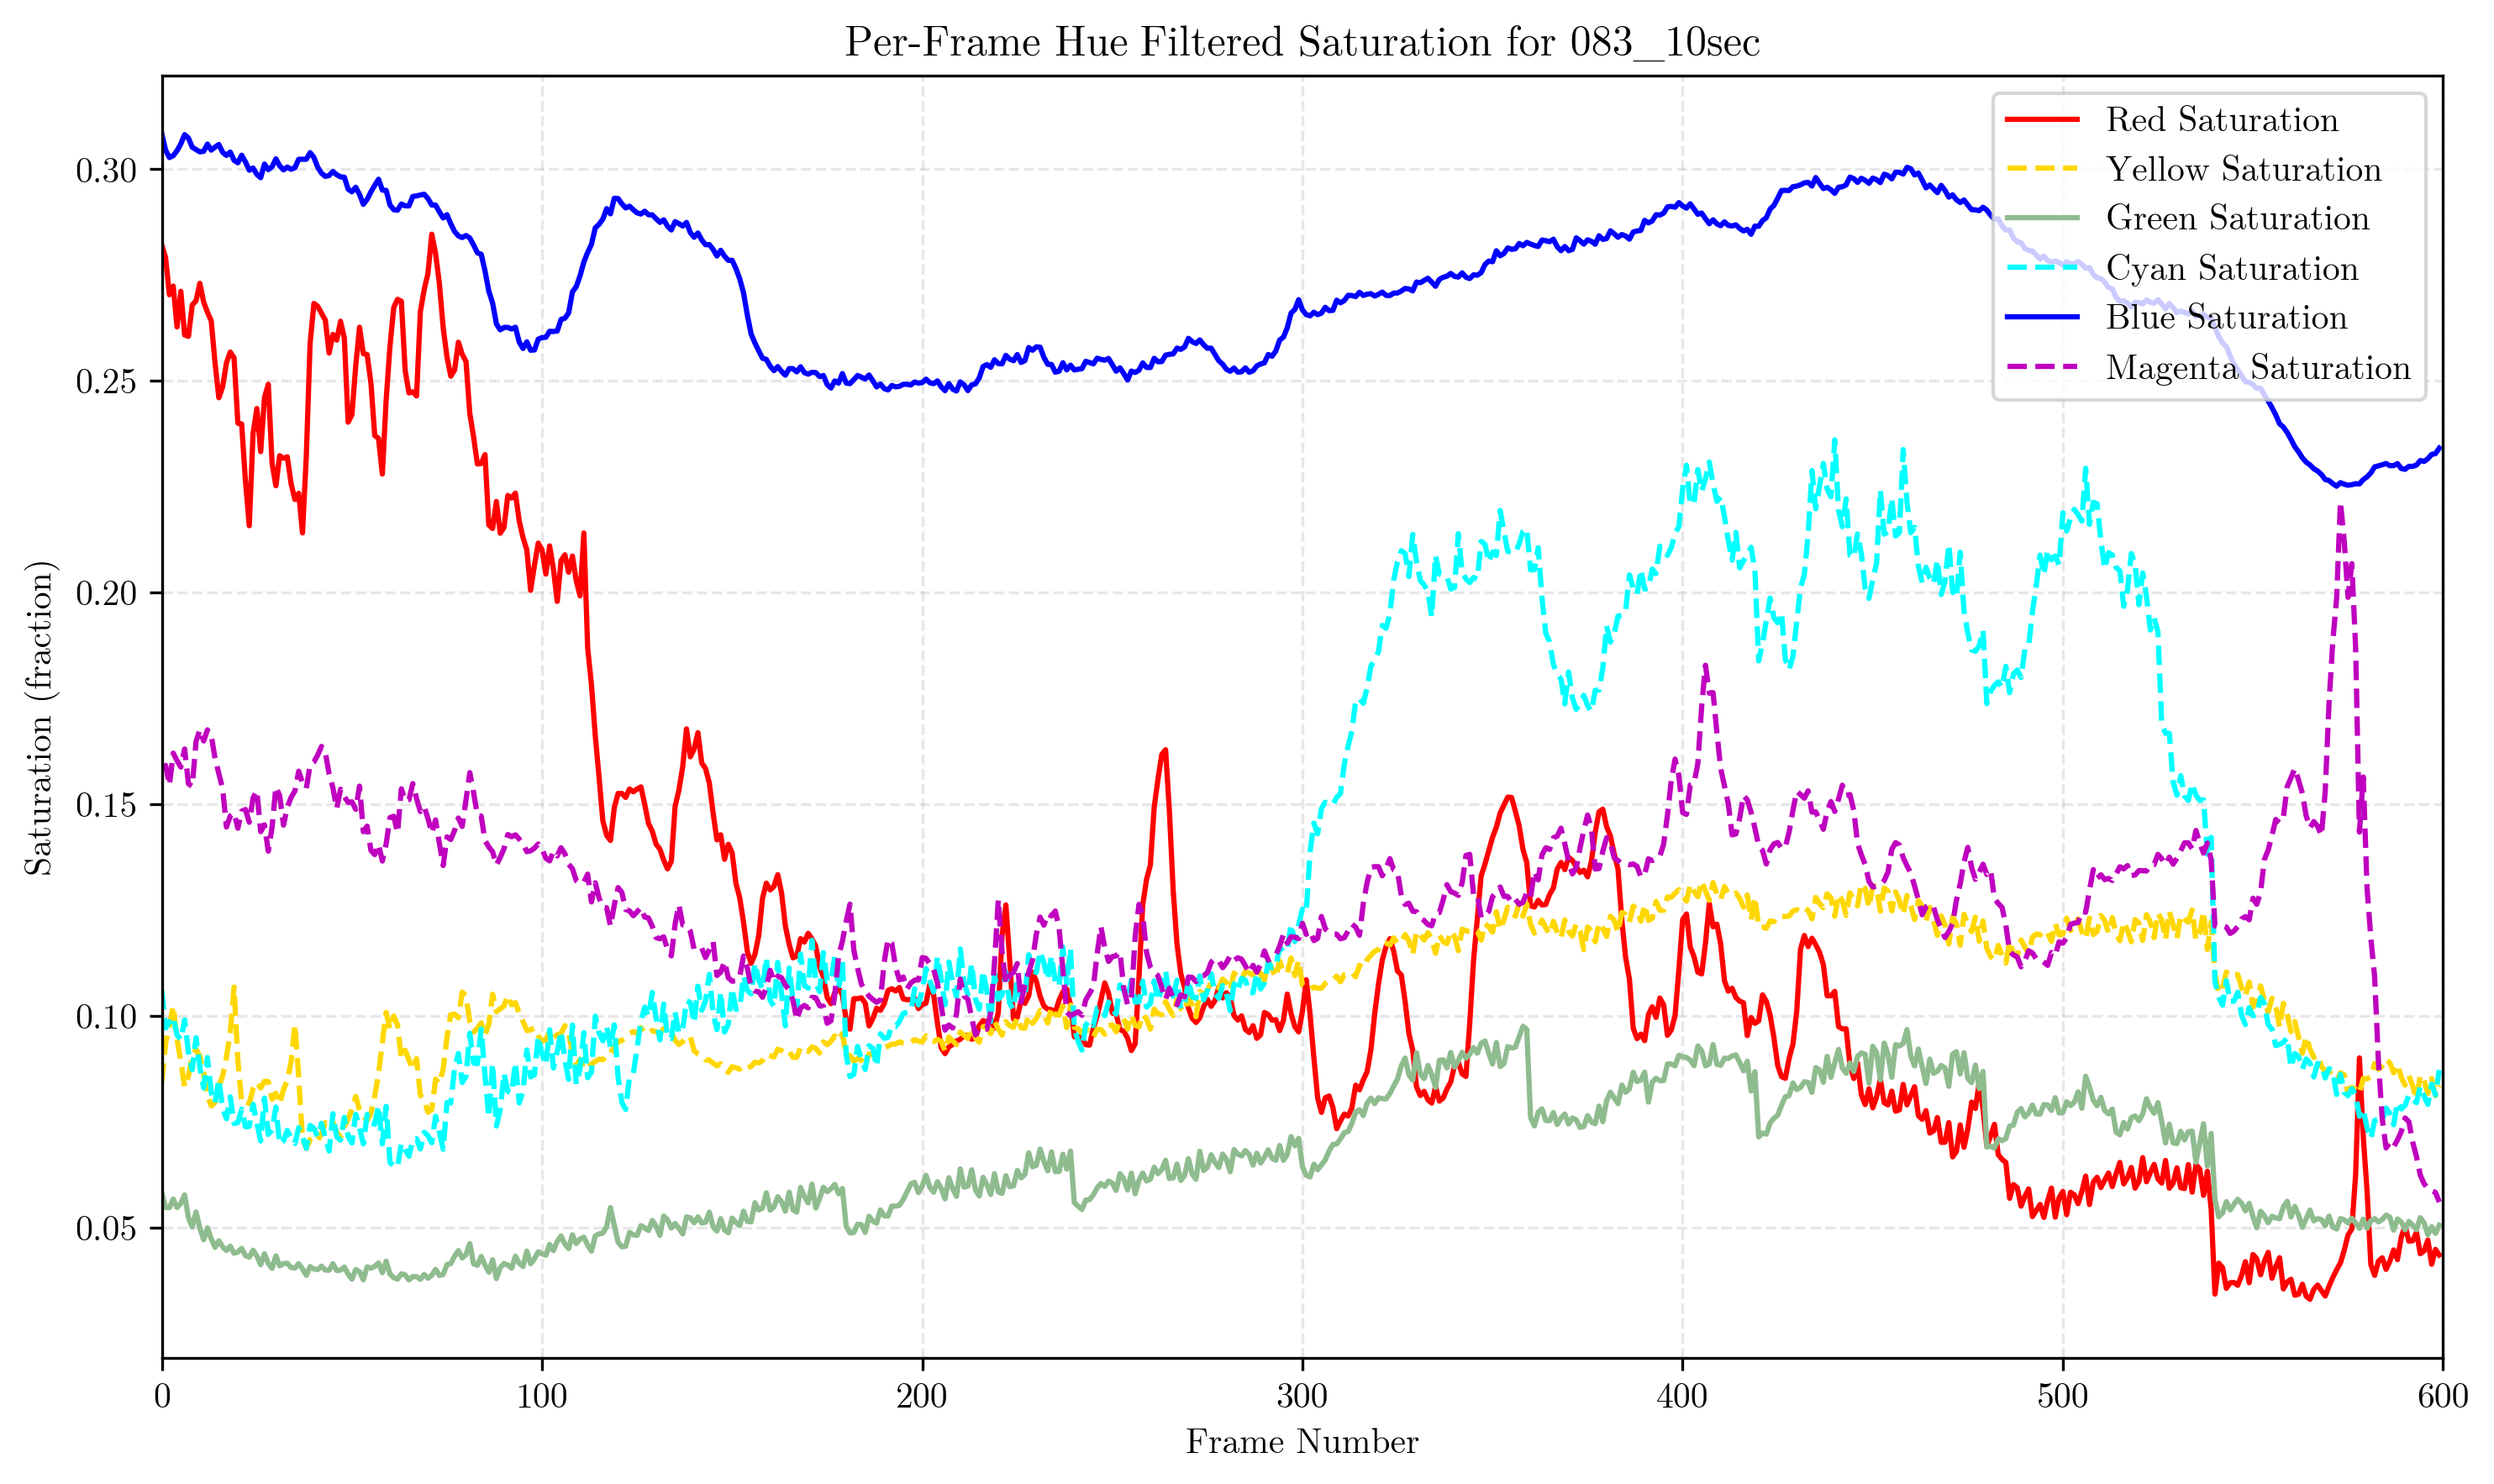 Per-Frame Hue Filtered Saturation for 083_10sec
Red Saturation
Yellow Saturation
Green Saturation
Cyan Saturation
Blue Saturation
Magenta Saturation
Saturation (fraction)
0.30
0.25
0.20
0.15
0.10
0.05
0 100 200 300 400 500 600
Frame Number